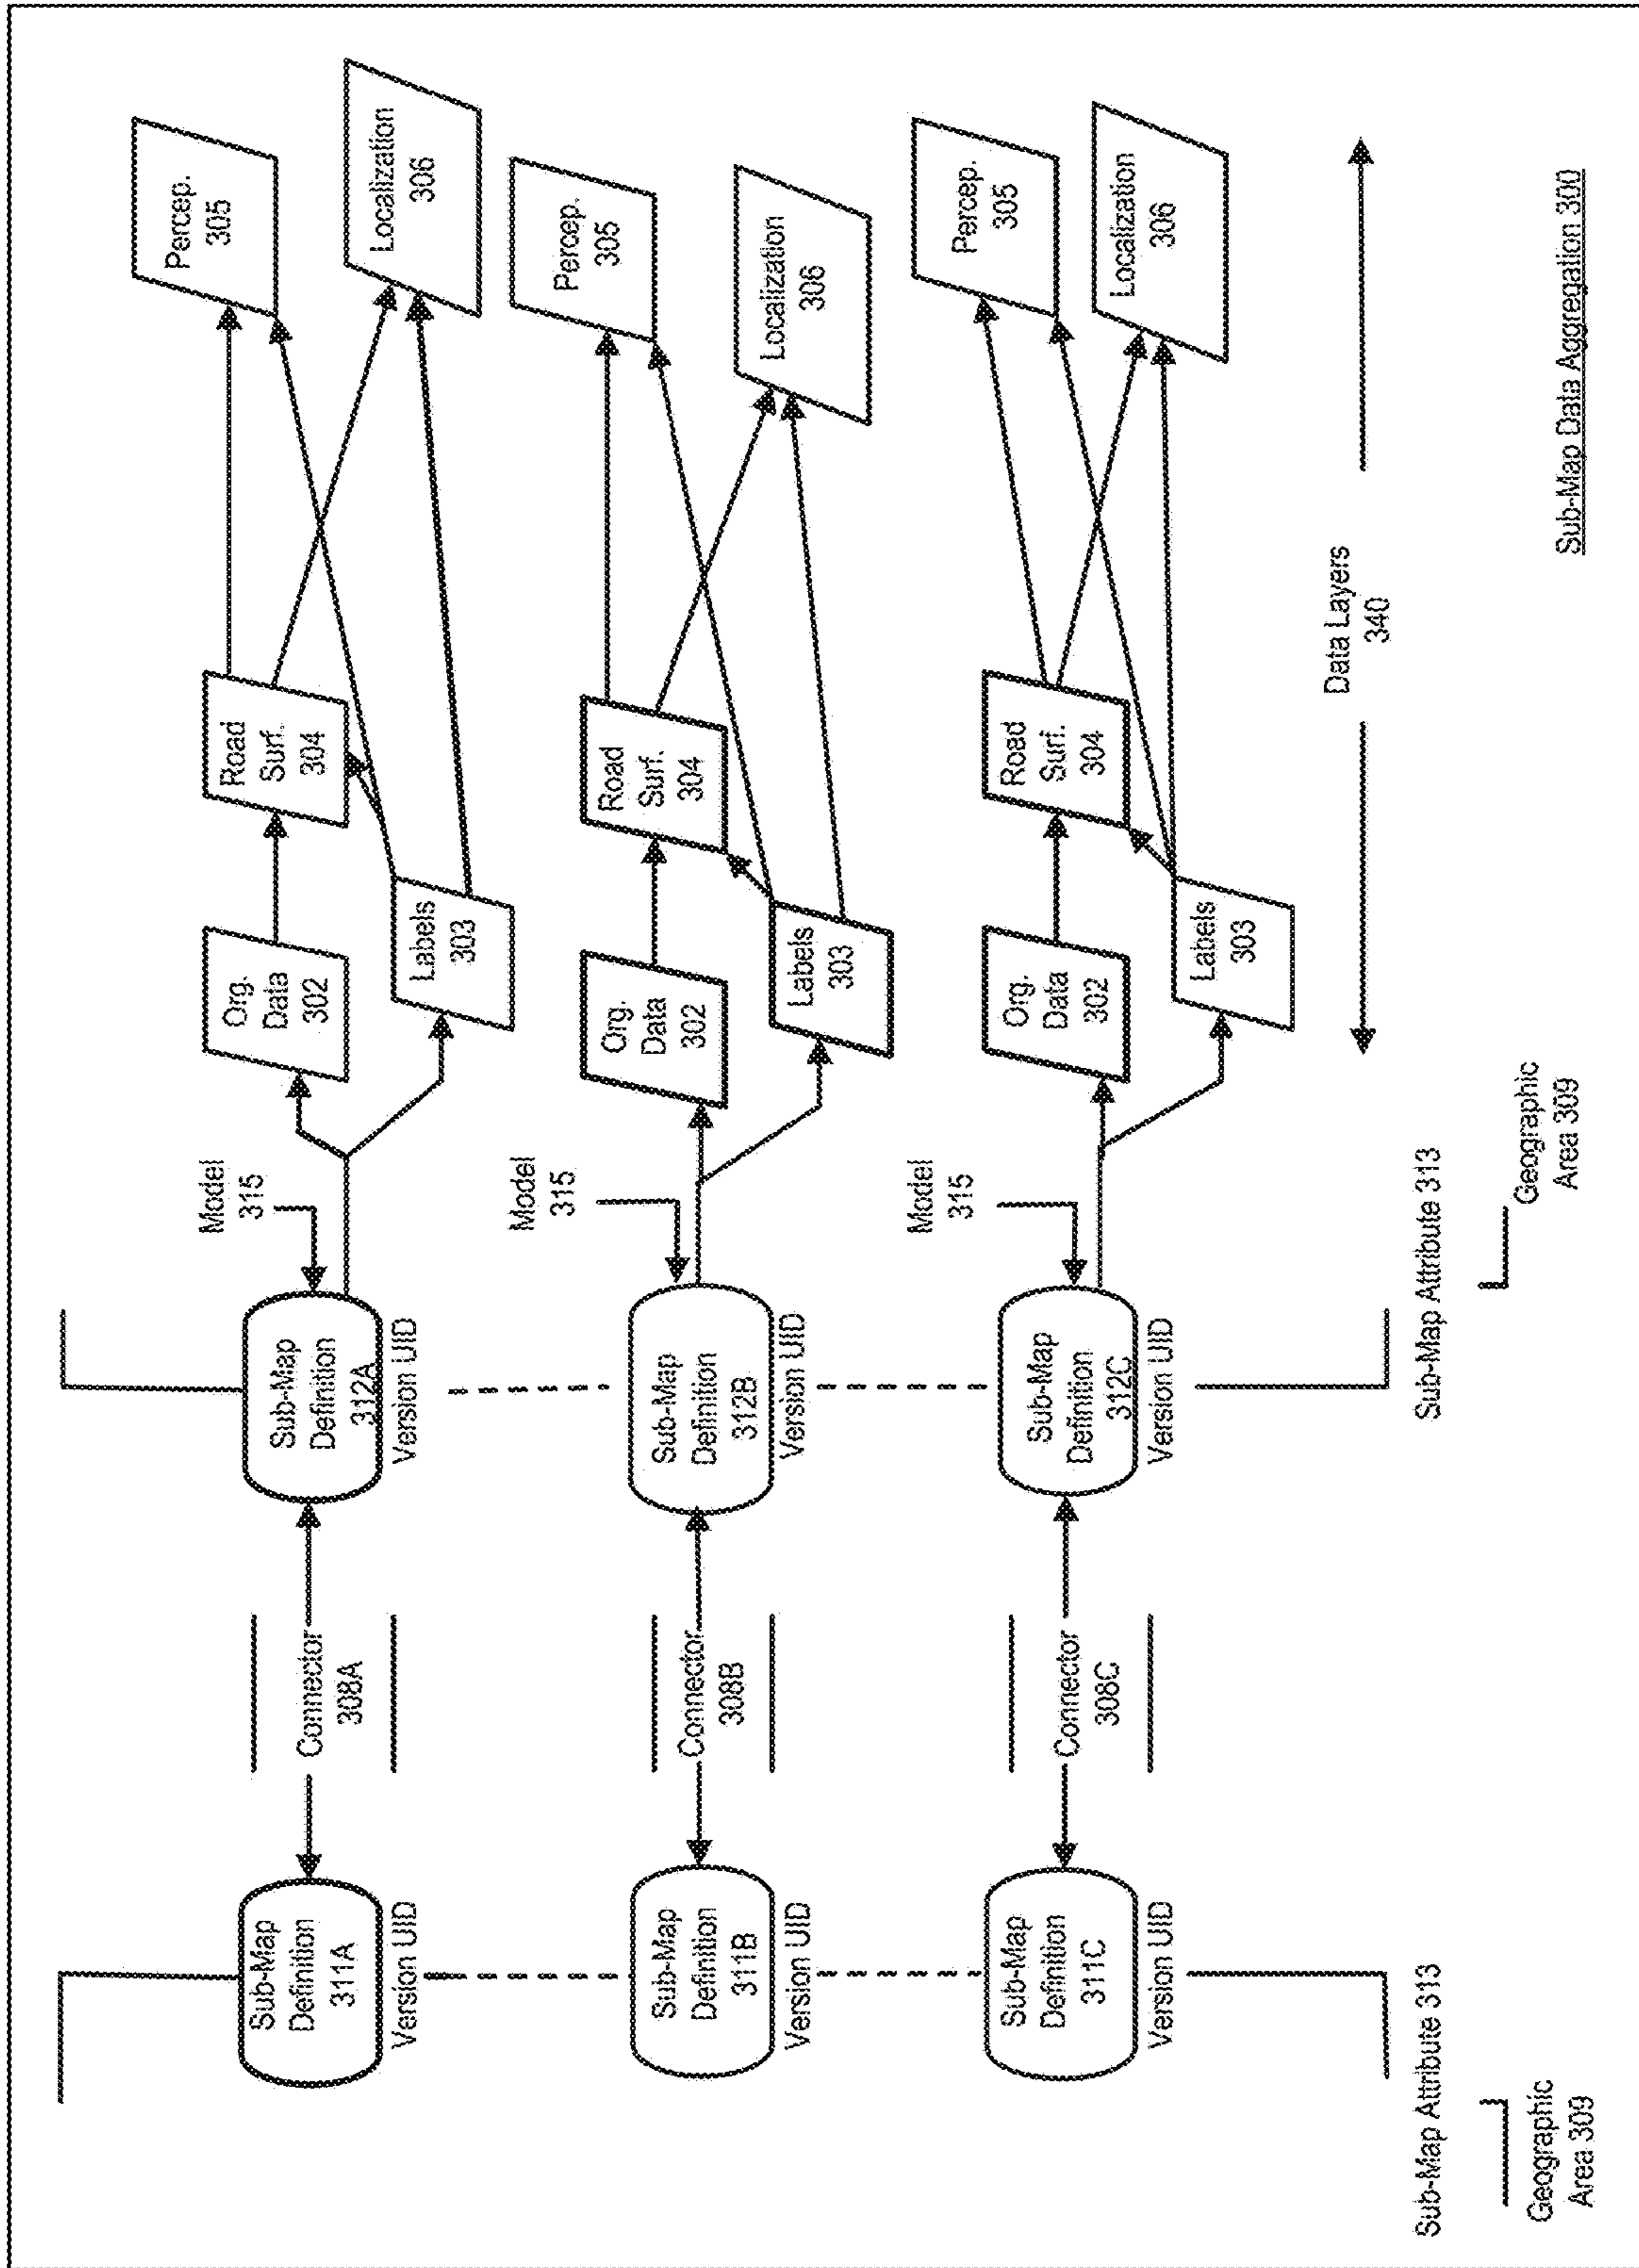 Sub-Map
Definition
311A
Version UID
Connector
308A
Sub-Map
Definition
312A
Version UID
Model
315
Org.
Data
302
Labels
303
Road
Surf.
304
Percep.
305
Localization
306
Sub-Map
Definition
311B
Version UID
Connector
308B
Sub-Map
Definition
312B
Version UID
Model
315
Org.
Data
302
Labels
303
Road
Surf.
304
Percep.
305
Localization
306
Sub-Map
Definition
311C
Version UID
Connector
308C
Sub-Map
Definition
312C
Version UID
Model
315
Org.
Data
302
Labels
303
Road
Surf.
304
Percep.
305
Localization
306
Data Layers
340
Sub-Map Attribute 313
Geographic
Area 309
Sub-Map Attribute 313
Geographic
Area 309
Sub-Map Data Aggregation 300